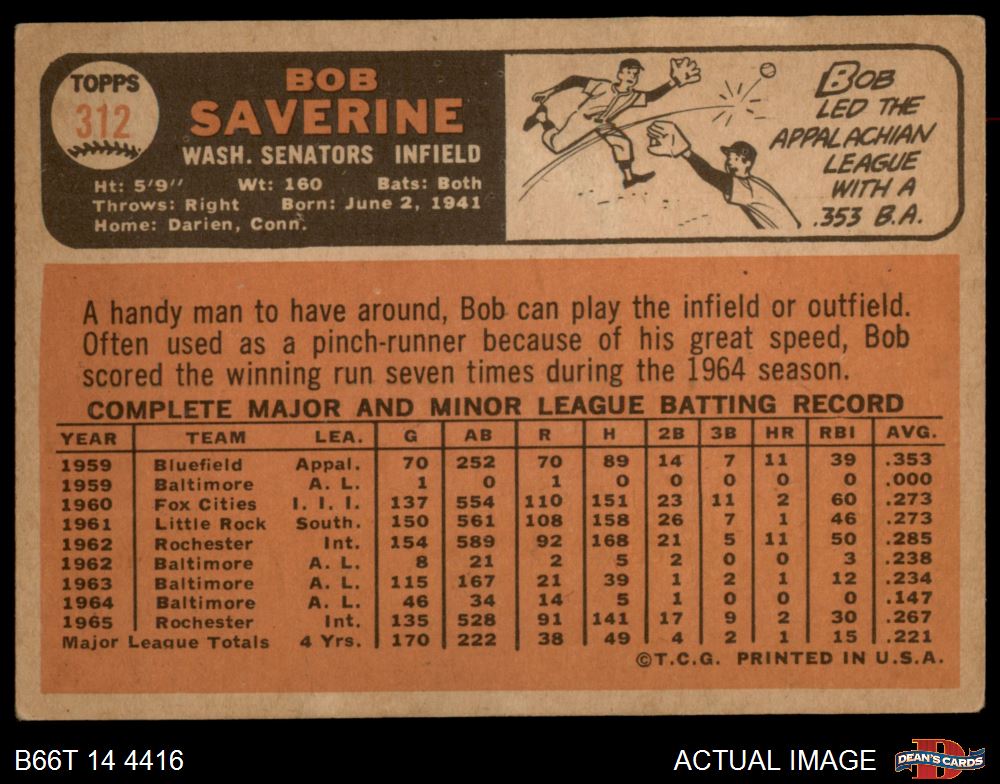 TOPPS
312
BOB
SAVERINE
WASH. SENATORS INFIELD
Ht: 5'9" Wt: 160 Bats: Both
Throws: Right Born: June 2, 1941
Home: Darien, Conn.
BOB
LED THE
APPALACHIAN
LEAGUE
WITH A
.353 B.A.
A handy man to have around, Bob can play the infield or outfield.
Often used as a pinch-runner because of his great speed, Bob
scored the winning run seven times during the 1964 season.
COMPLETE MAJOR AND MINOR LEAGUE BATTING RECORD
YEAR TEAM LEA. G AB R H 2B 3B HR RBI AVG.
1959 Bluefield Appal. 70 252 70 89 14 7 11 39 .353
1959 Baltimore A. L. 1 0 1 0 0 0 0 0 .000
1960 Fox Cities I. I. I. 137 554 110 151 23 11 2 60 .273
1961 Little Rock South. 150 561 108 158 26 7 1 46 .273
1962 Rochester Int. 154 589 92 168 21 5 11 50 .285
1962 Baltimore A. L. 8 21 2 5 2 0 0 3 .238
1963 Baltimore A. L. 115 167 21 39 1 2 1 12 .234
1964 Baltimore A. L. 46 34 14 5 1 0 0 0 .147
1965 Rochester Int. 135 528 91 141 17 9 2 30 .267
Major League Totals 4 Yrs. 170 222 38 49 4 2 1 15 .221
©T.C.G. PRINTED IN U.S.A.
B66T 14 4416
ACTUAL IMAGE
DEAN'S CARDS